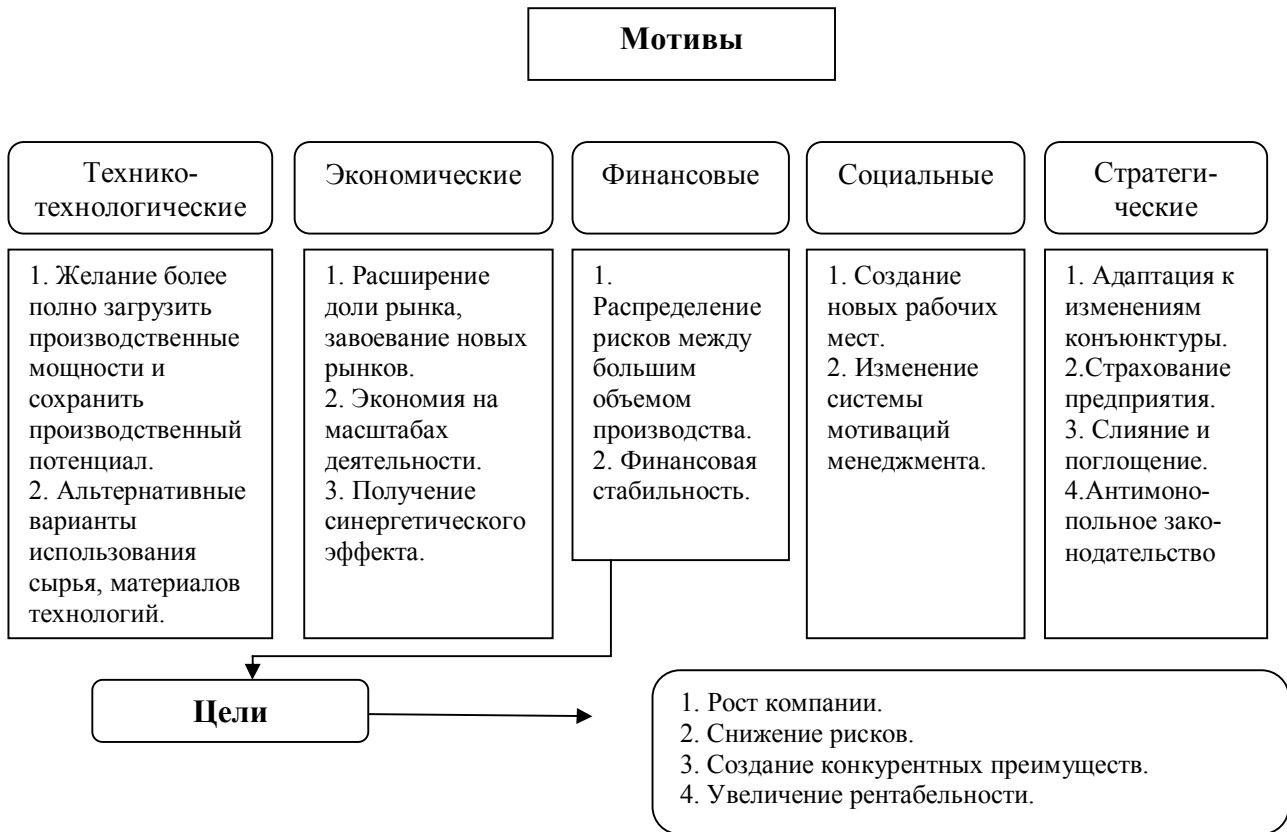 Мотивы
Технико-
технологические
Экономические
Финансовые
Социальные
Стратеги-
ческие
1. Желание более
полно загрузить
производственные
мощности и
сохранить
производственный
потенциал.
2. Альтернативные
варианты
использования
сырья, материалов
технологий.
1. Расширение
доли рынка,
завоевание новых
рынков.
2. Экономия на
масштабах
деятельности.
3. Получение
синергетического
эффекта.
1.
Распределение
рисков между
большим
объемом
производства.
2. Финансовая
стабильность.
1. Создание
новых рабочих
мест.
2. Изменение
системы
мотиваций
менеджмента.
1. Адаптация к
изменениям
конъюнктуры.
2.Страхование
предприятия.
3. Слияние и
поглощение.
4.Антимоно-
польное зако-
нодательство
Цели
1. Рост компании.
2. Снижение рисков.
3. Создание конкурентных преимуществ.
4. Увеличение рентабельности.